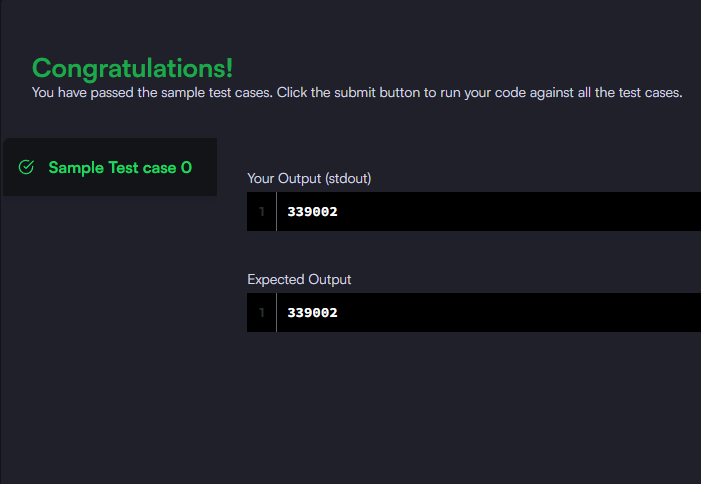 Congratulations!
You have passed the sample test cases. Click the submit button to run your code against all the test cases.
Sample Test case 0
Your Output (stdout)
1 339002
Expected Output
1 339002